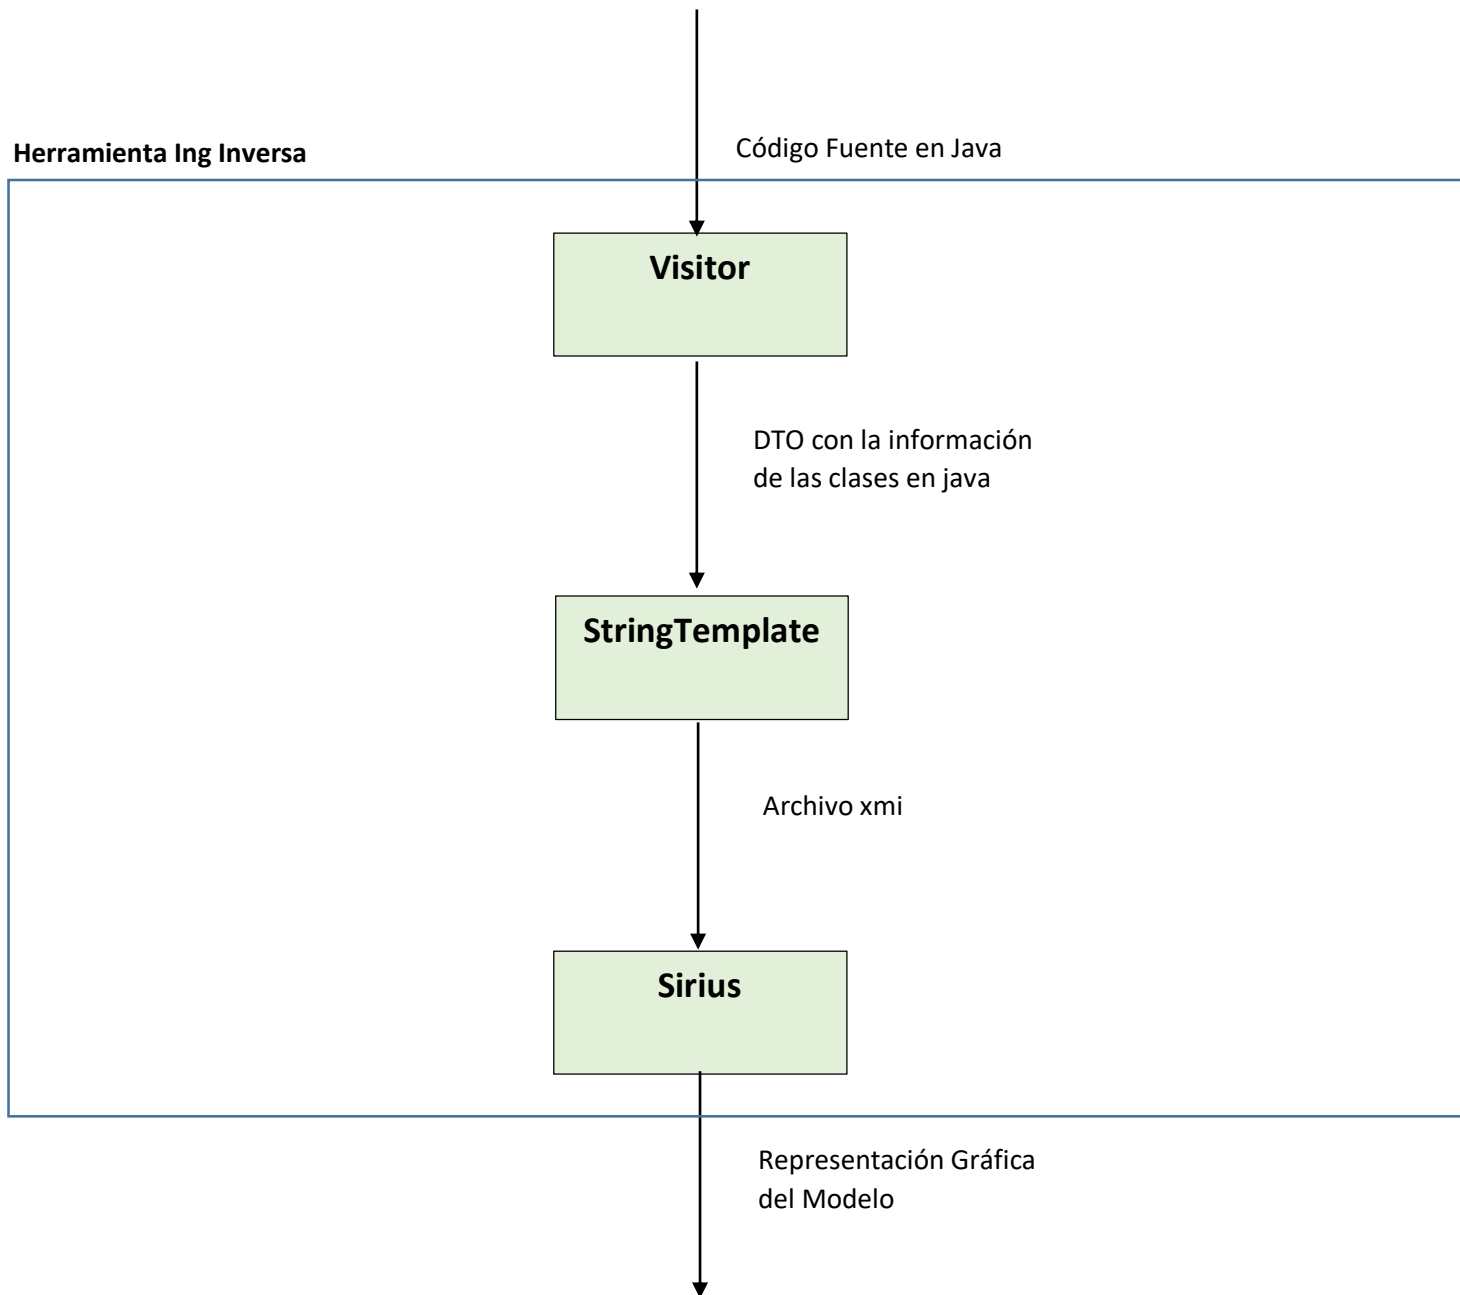 Código Fuente en Java
Herramienta Ing Inversa
Visitor
DTO con la información
de las clases en java
StringTemplate
Archivo xmi
Sirius
Representación Gráfica
del Modelo